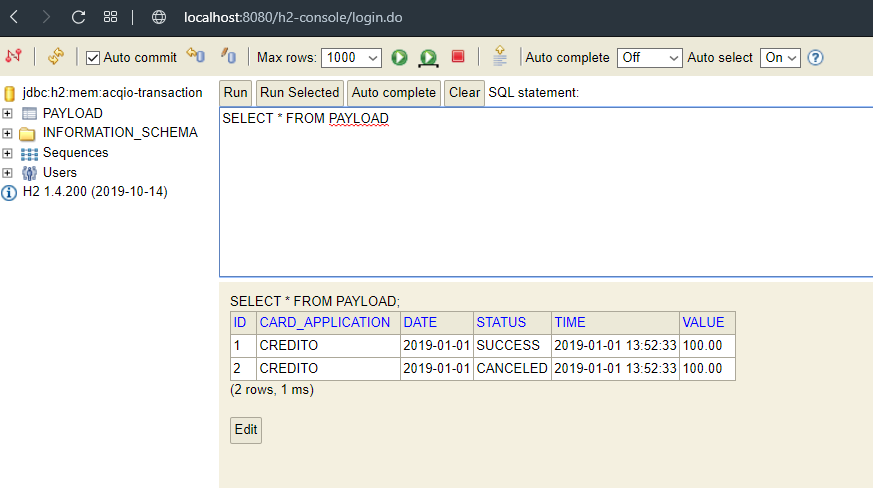 localhost:8080/h2-console/login.do
Auto commit Max rows: 1000 Auto complete Off Auto select On
jdbc:h2:mem:acqio-transaction
PAYLOAD
INFORMATION_SCHEMA
Sequences
Users
H2 1.4.200 (2019-10-14)
Run Run Selected Auto complete Clear SQL statement:
SELECT * FROM PAYLOAD
SELECT * FROM PAYLOAD;
ID CARD_APPLICATION DATE STATUS TIME VALUE
1 CREDITO 2019-01-01 SUCCESS 2019-01-01 13:52:33 100.00
2 CREDITO 2019-01-01 CANCELED 2019-01-01 13:52:33 100.00
(2 rows, 1 ms)
Edit